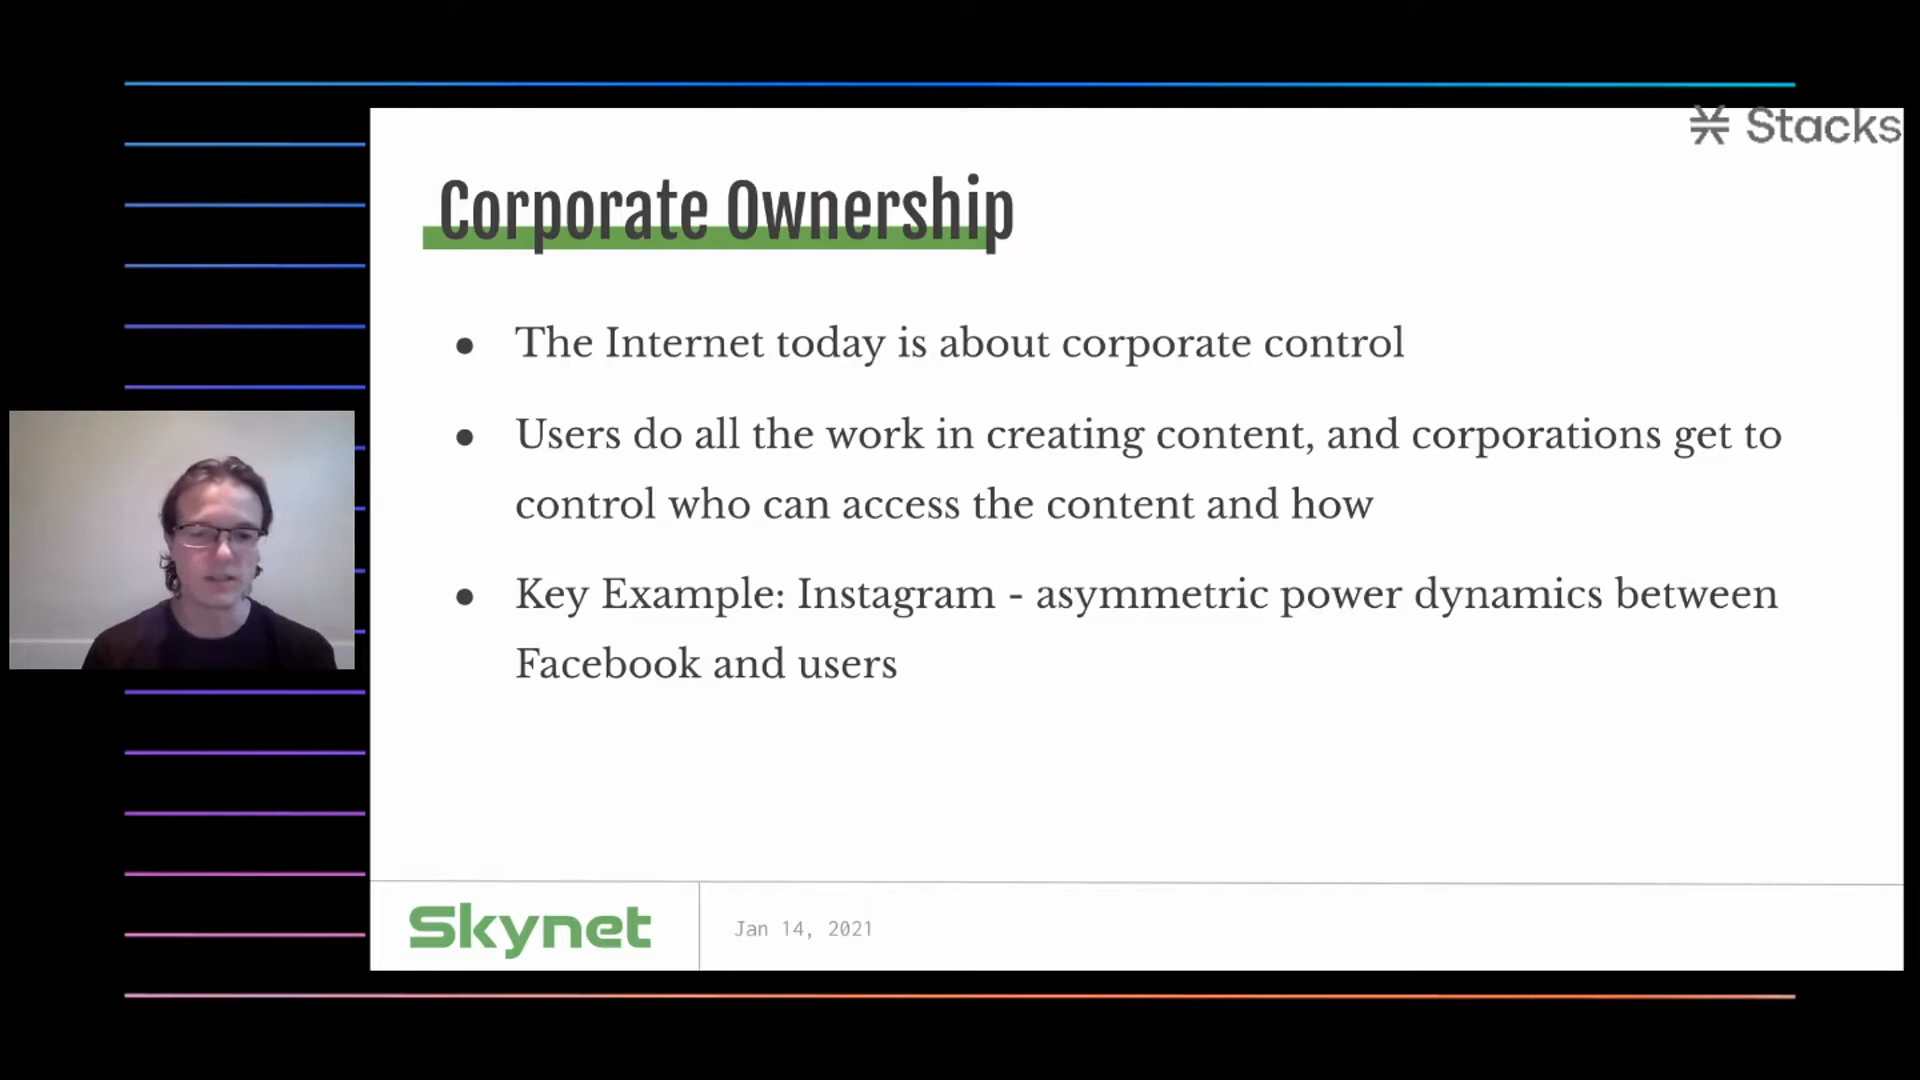 Stacks
Corporate Ownership
● The Internet today is about corporate control
● Users do all the work in creating content, and corporations get to
control who can access the content and how
● Key Example: Instagram - asymmetric power dynamics between
Facebook and users
Skynet
Jan 14, 2021